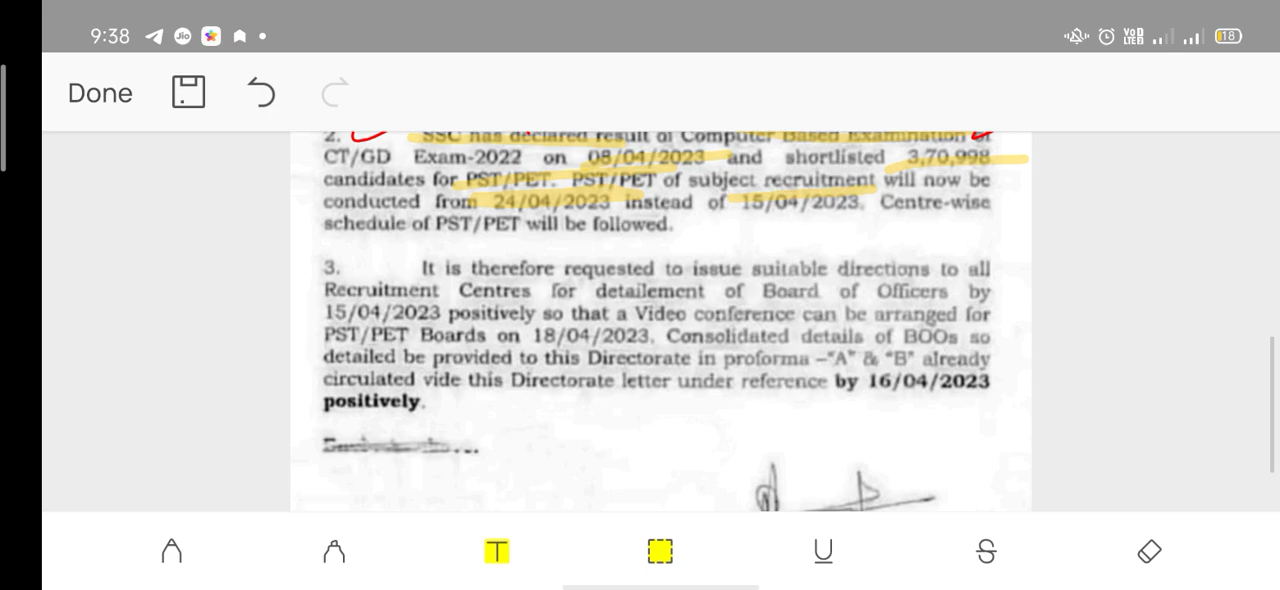 9:38
VoD
LTE2
18
Done
2. SSC has declared result of Computer Based Examination of
CT/GD Exam-2022 on 08/04/2023 and shortlisted 3,70,998
candidates for PST/PET. PST/PET of subject recruitment will now be
conducted from 24/04/2023 instead of 15/04/2023. Centre-wise
schedule of PST/PET will be followed.
3. It is therefore requested to issue suitable directions to all
Recruitment Centres for detailement of Board of Officers by
15/04/2023 positively so that a Video conference can be arranged for
PST/PET Boards on 18/04/2023. Consolidated details of BOOs so
detailed be provided to this Directorate in proforma –"A" & "B" already
circulated vide this Directorate letter under reference by 16/04/2023
positively.
T
U
S